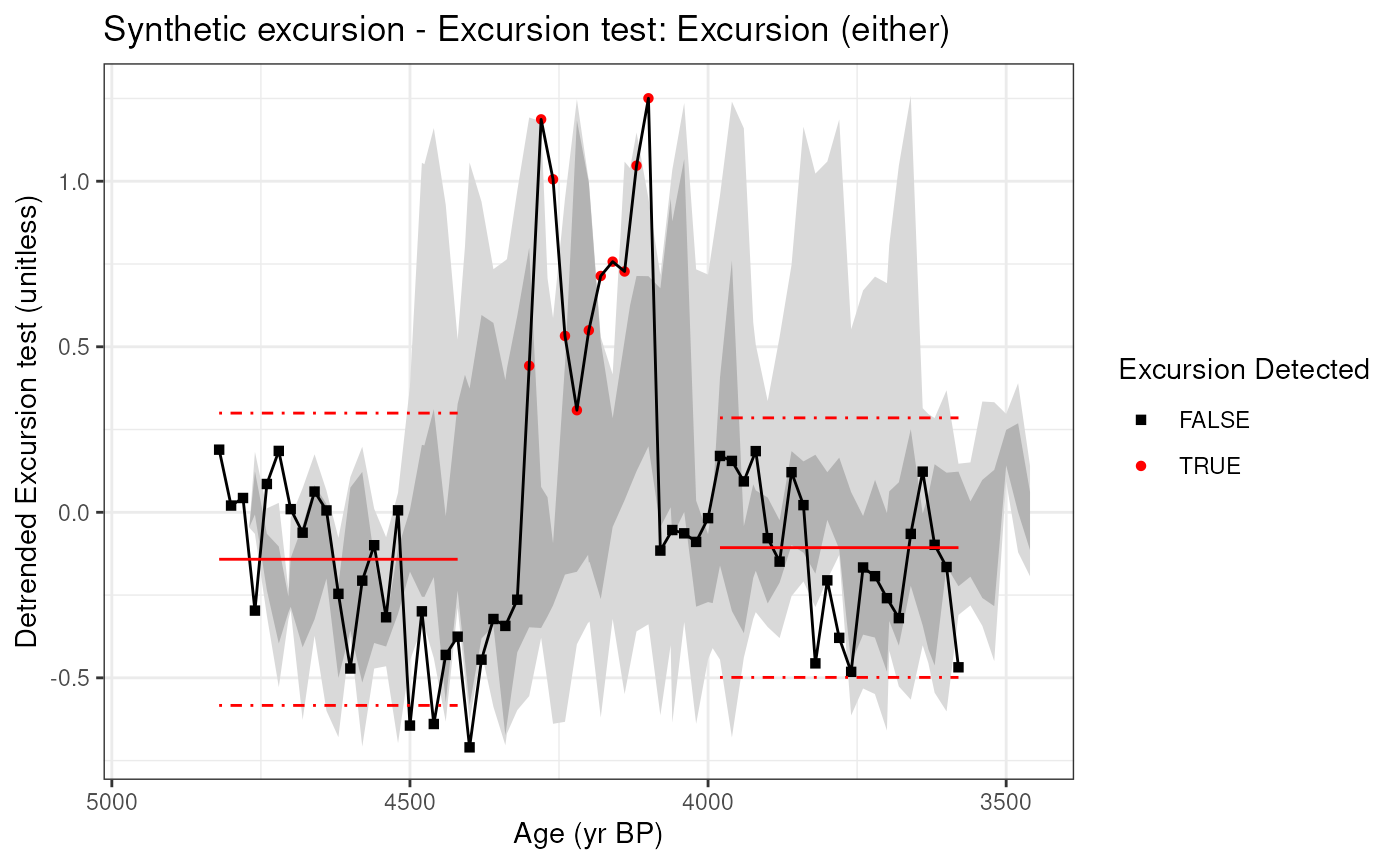 Synthetic excursion - Excursion test: Excursion (either)
Detrended Excursion test (unitless)
1.0
0.5
0.0
-0.5
5000
4500
4000
3500
Age (yr BP)
Excursion Detected
FALSE
TRUE